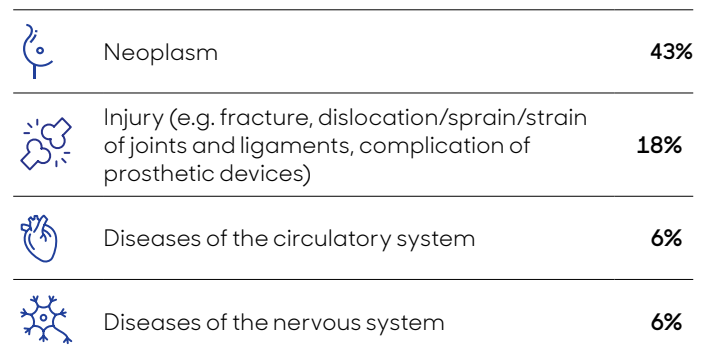 Neoplasm 43%
Injury (e.g. fracture, dislocation/sprain/strain
of joints and ligaments, complication of 18%
prosthetic devices)
Diseases of the circulatory system 6%
Diseases of the nervous system 6%